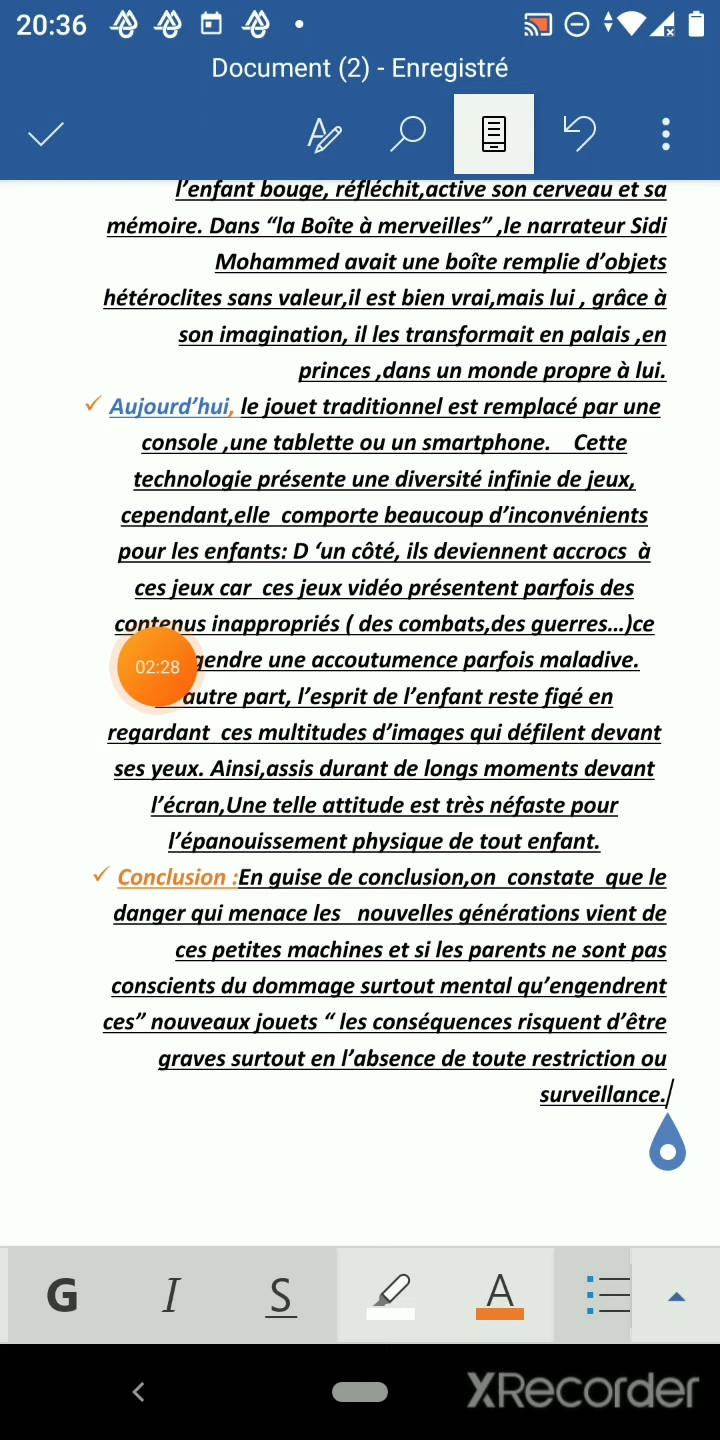 20:36
Document (2) - Enregistré
l’enfant bouge, réfléchit,active son cerveau et sa
mémoire. Dans “la Boîte à merveilles” ,le narrateur Sidi
Mohammed avait une boîte remplie d’objets
hétéroclites sans valeur,il est bien vrai,mais lui , grâce à
son imagination, il les transformait en palais ,en
princes ,dans un monde propre à lui.
✓ Aujourd’hui, le jouet traditionnel est remplacé par une
console ,une tablette ou un smartphone. Cette
technologie présente une diversité infinie de jeux,
cependant,elle comporte beaucoup d’inconvénients
pour les enfants: D ‘un côté, ils deviennent accrocs à
ces jeux car ces jeux vidéo présentent parfois des
contenus inappropriés ( des combats,des guerres...)ce
02:28 gendre une accoutumence parfois maladive.
autre part, l’esprit de l’enfant reste figé en
regardant ces multitudes d’images qui défilent devant
ses yeux. Ainsi,assis durant de longs moments devant
l’écran,Une telle attitude est très néfaste pour
l’épanouissement physique de tout enfant.
✓ Conclusion :En guise de conclusion,on constate que le
danger qui menace les nouvelles générations vient de
ces petites machines et si les parents ne sont pas
conscients du dommage surtout mental qu’engendrent
ces” nouveaux jouets “ les conséquences risquent d’être
graves surtout en l’absence de toute restriction ou
surveillance.
G I S A
XRecorder